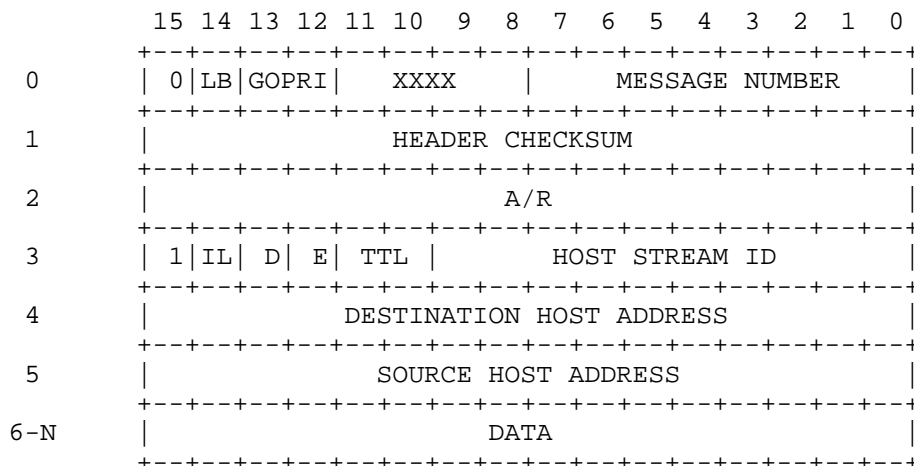 15 14 13 12 11 10 9 8 7 6 5 4 3 2 1 0
+--+--+--+--+--+--+--+--+--+--+--+--+--+--+--+--+
0 | 0|LB|GOPRI| XXXX | MESSAGE NUMBER |
+--+--+--+--+--+--+--+--+--+--+--+--+--+--+--+--+
1 | HEADER CHECKSUM |
+--+--+--+--+--+--+--+--+--+--+--+--+--+--+--+--+
2 | A/R |
+--+--+--+--+--+--+--+--+--+--+--+--+--+--+--+--+
3 | 1|IL| D| E| TTL | HOST STREAM ID |
+--+--+--+--+--+--+--+--+--+--+--+--+--+--+--+--+
4 | DESTINATION HOST ADDRESS |
+--+--+--+--+--+--+--+--+--+--+--+--+--+--+--+--+
5 | SOURCE HOST ADDRESS |
+--+--+--+--+--+--+--+--+--+--+--+--+--+--+--+--+
6-N | DATA |
+--+--+--+--+--+--+--+--+--+--+--+--+--+--+--+--+